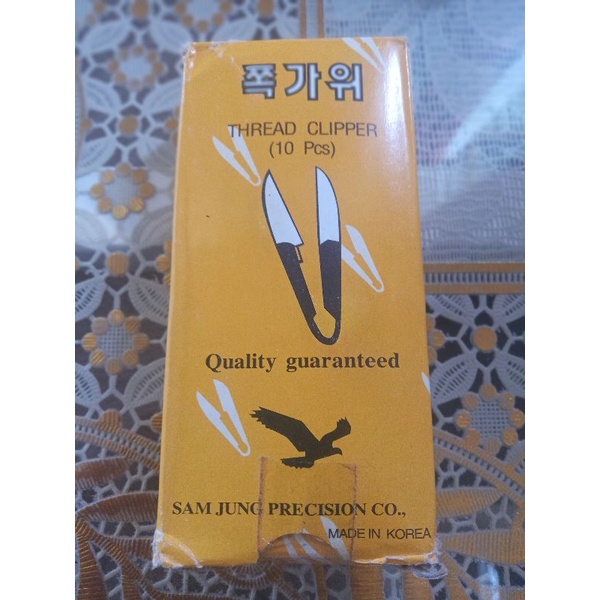 쪽가위
THREAD CLIPPER
(10 Pcs)
Quality guaranteed
SAM JUNG PRECISION CO.,
MADE IN KOREA